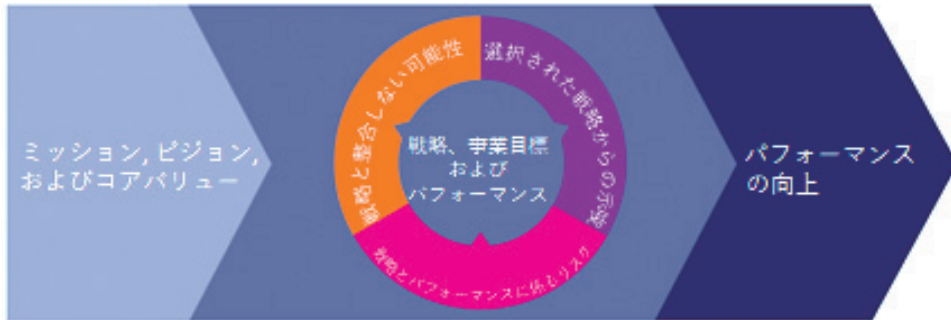 ミッション, ビジョン,
およびコアバリュー
戦略と整合しない可能性
選択された戦略からの示唆
戦略、事業目標
および
パフォーマンス
戦略とパフォーマンスに係るリスク
パフォーマンス
の向上